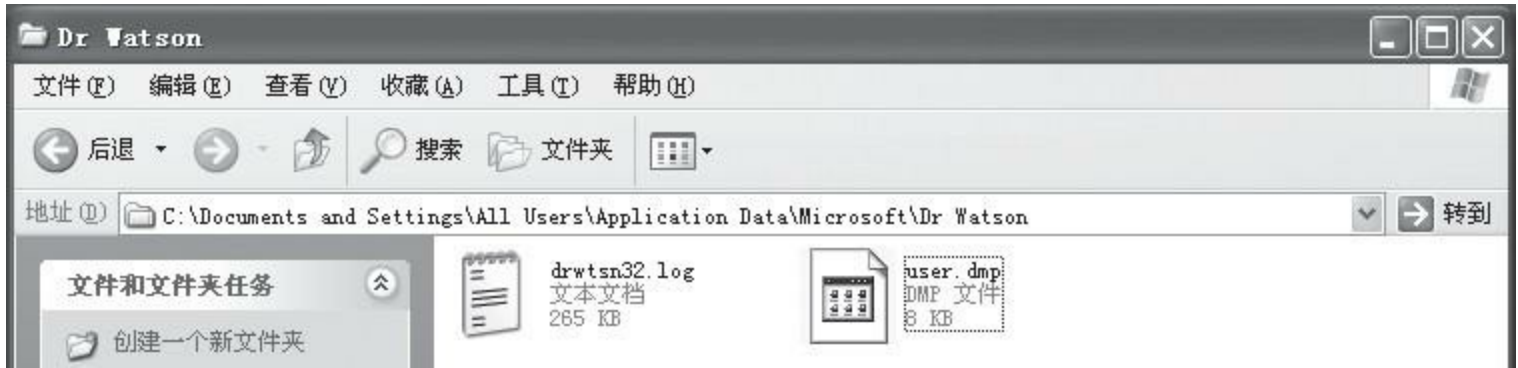 Dr Watson
文件(F) 编辑(E) 查看(V) 收藏(A) 工具(T) 帮助(H)
后退 搜索 文件夹
地址(D) C:\Documents and Settings\All Users\Application Data\Microsoft\Dr Watson 转到
文件和文件夹任务
创建一个新文件夹
drwtsn32.log
文本文档
265 KB
user.dmp
DMP 文件
8 KB